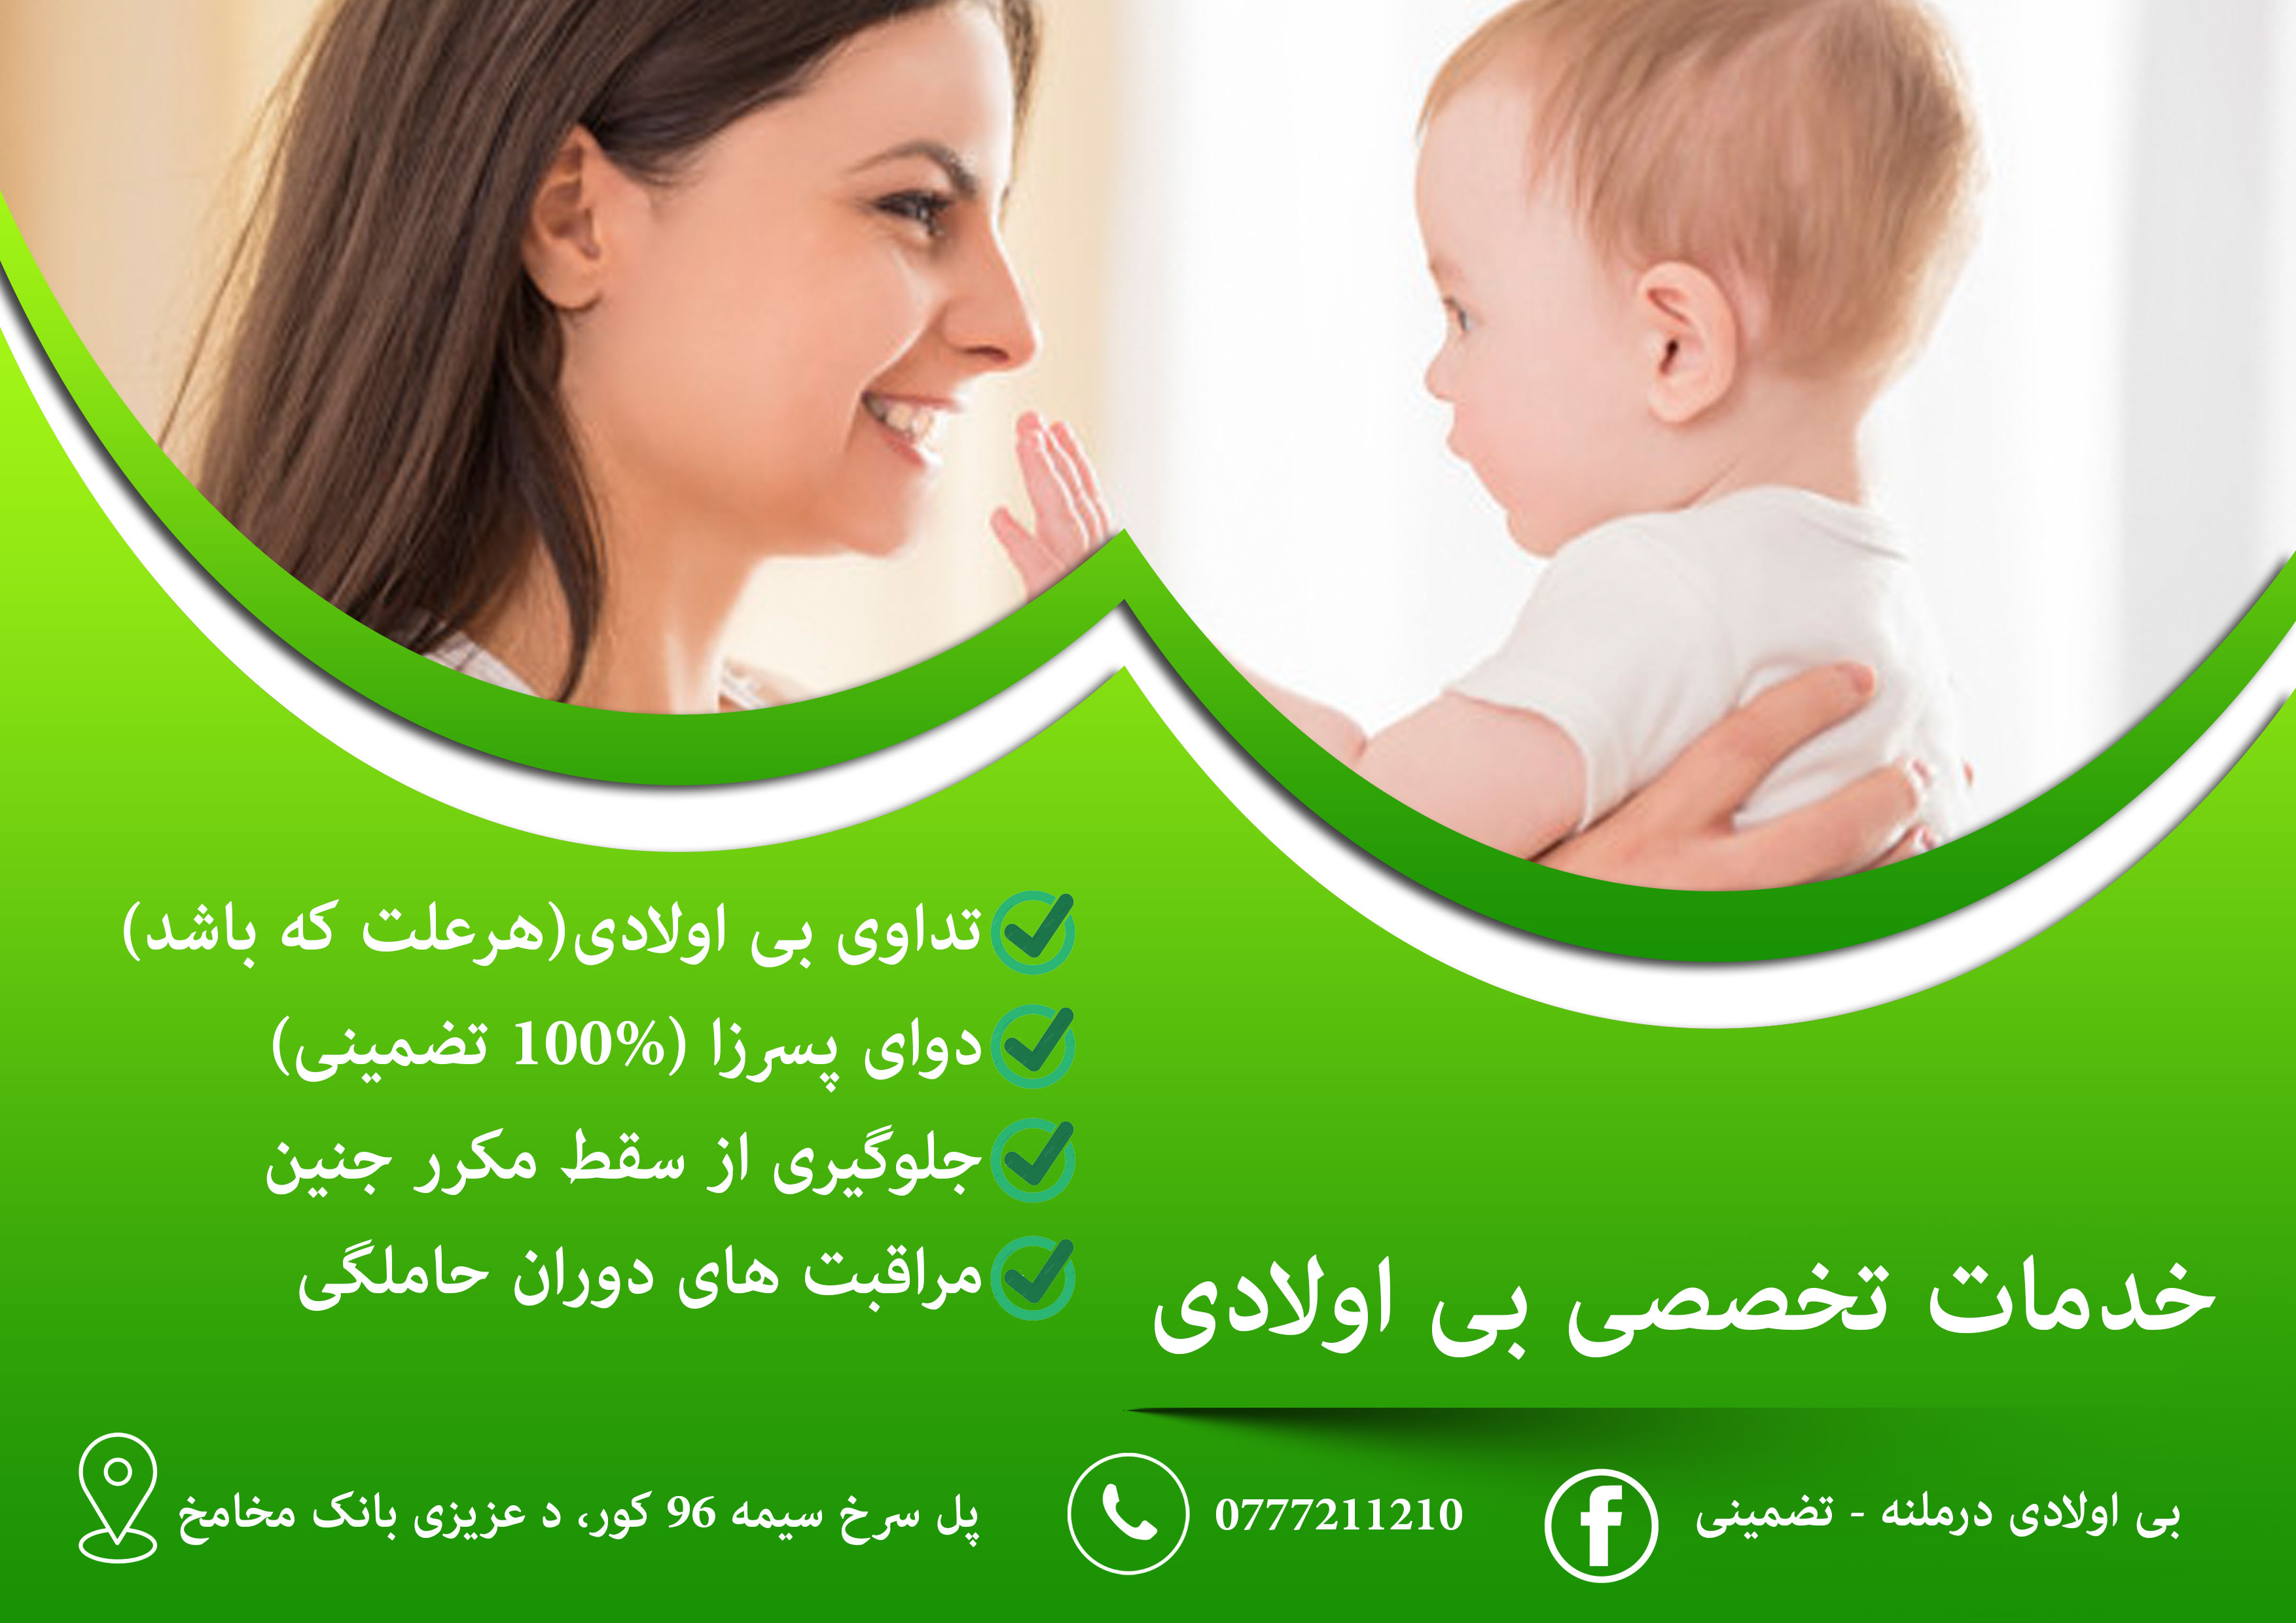 تداوی بی اولادی(هرعلت که باشد)
دوای پسرزا (100% تضمینی)
جلوگیری از سقط مکرر جنین
مراقبت های دوران حاملگی
خدمات تخصصی بی اولادی
بی اولادی درملنه - تضمینی
0777211210
پل سرخ سیمه 96 کور، د عزیزی بانک مخامخ